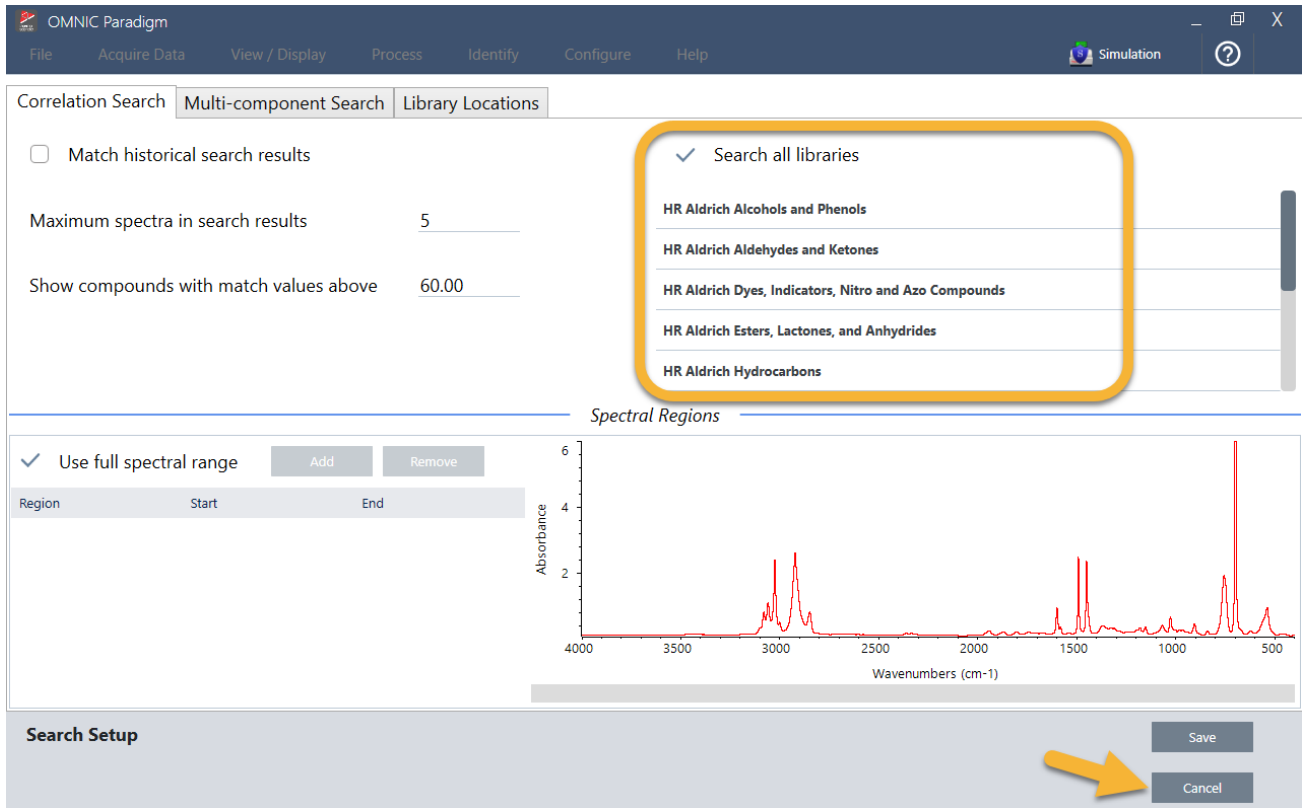 OMNIC Paradigm
File Acquire Data View / Display Process Identify Configure Help Simulation ?
Correlation Search Multi-component Search Library Locations
Match historical search results
Search all libraries
Maximum spectra in search results 5
Show compounds with match values above 60.00
HR Aldrich Alcohols and Phenols
HR Aldrich Aldehydes and Ketones
HR Aldrich Dyes, Indicators, Nitro and Azo Compounds
HR Aldrich Esters, Lactones, and Anhydrides
HR Aldrich Hydrocarbons
Spectral Regions
Use full spectral range Add Remove
Region Start End
6
4
2
Absorbance
4000 3500 3000 2500 2000 1500 1000 500
Wavenumbers (cm-1)
Search Setup
Save
Cancel